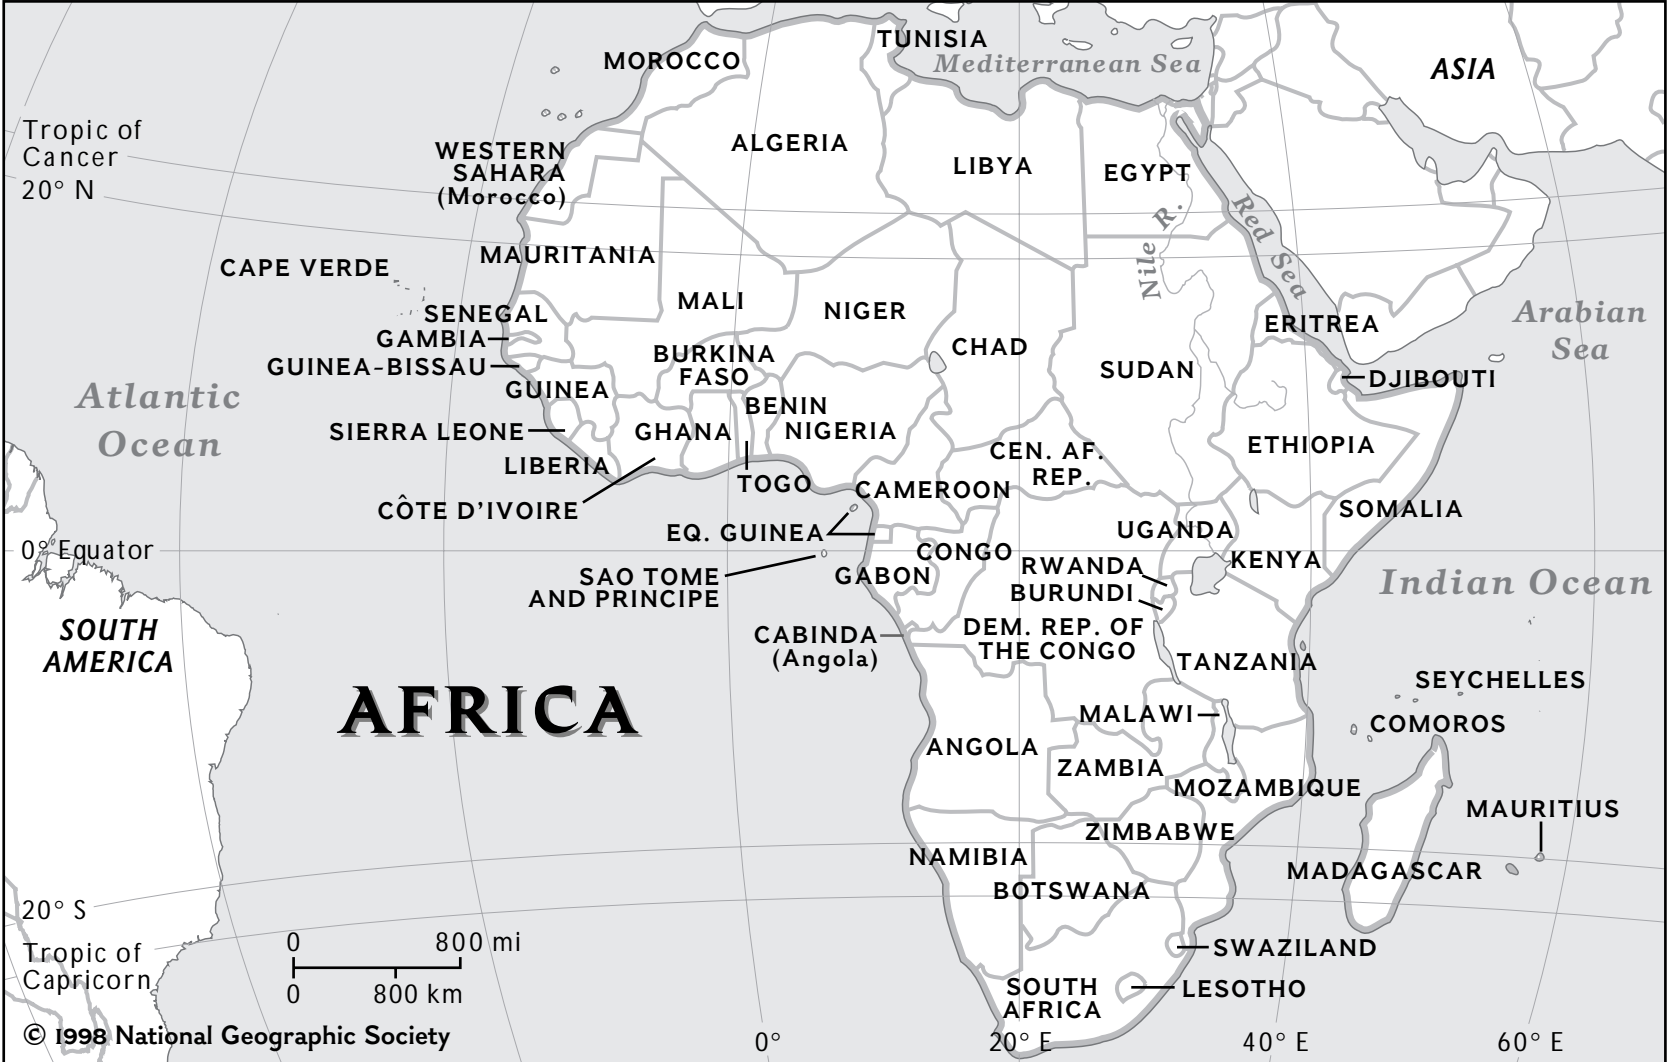 TUNISIA
MOROCCO
Mediterranean Sea
ASIA
Tropic of
Cancer
20° N
ALGERIA
LIBYA
EGYPT
WESTERN
SAHARA
(Morocco)
Nile R.
Red Sea
MAURITANIA
CAPE VERDE
MALI
NIGER
SENEGAL
GAMBIA
GUINEA-BISSAU
ERITREA
Arabian
Sea
CHAD
SUDAN
BURKINA
FASO
DJIBOUTI
GUINEA
Atlantic
Ocean
BENIN
NIGERIA
SIERRA LEONE
GHANA
ETHIOPIA
CEN. AF.
REP.
LIBERIA
TOGO
CAMEROON
CÔTE D'IVOIRE
SOMALIA
EQ. GUINEA
UGANDA
0° Equator
CONGO
KENYA
RWANDA
GABON
SAO TOME
AND PRINCIPE
BURUNDI
Indian Ocean
SOUTH
AMERICA
CABINDA
(Angola)
DEM. REP. OF
THE CONGO
TANZANIA
SEYCHELLES
AFRICA
MALAWI
COMOROS
ANGOLA
ZAMBIA
MOZAMBIQUE
MAURITIUS
ZIMBABWE
NAMIBIA
MADAGASCAR
BOTSWANA
20° S
Tropic of
Capricorn
0 800 mi
0 800 km
SWAZILAND
SOUTH
AFRICA
LESOTHO
© 1998 National Geographic Society
0° 20° E 40° E 60° E